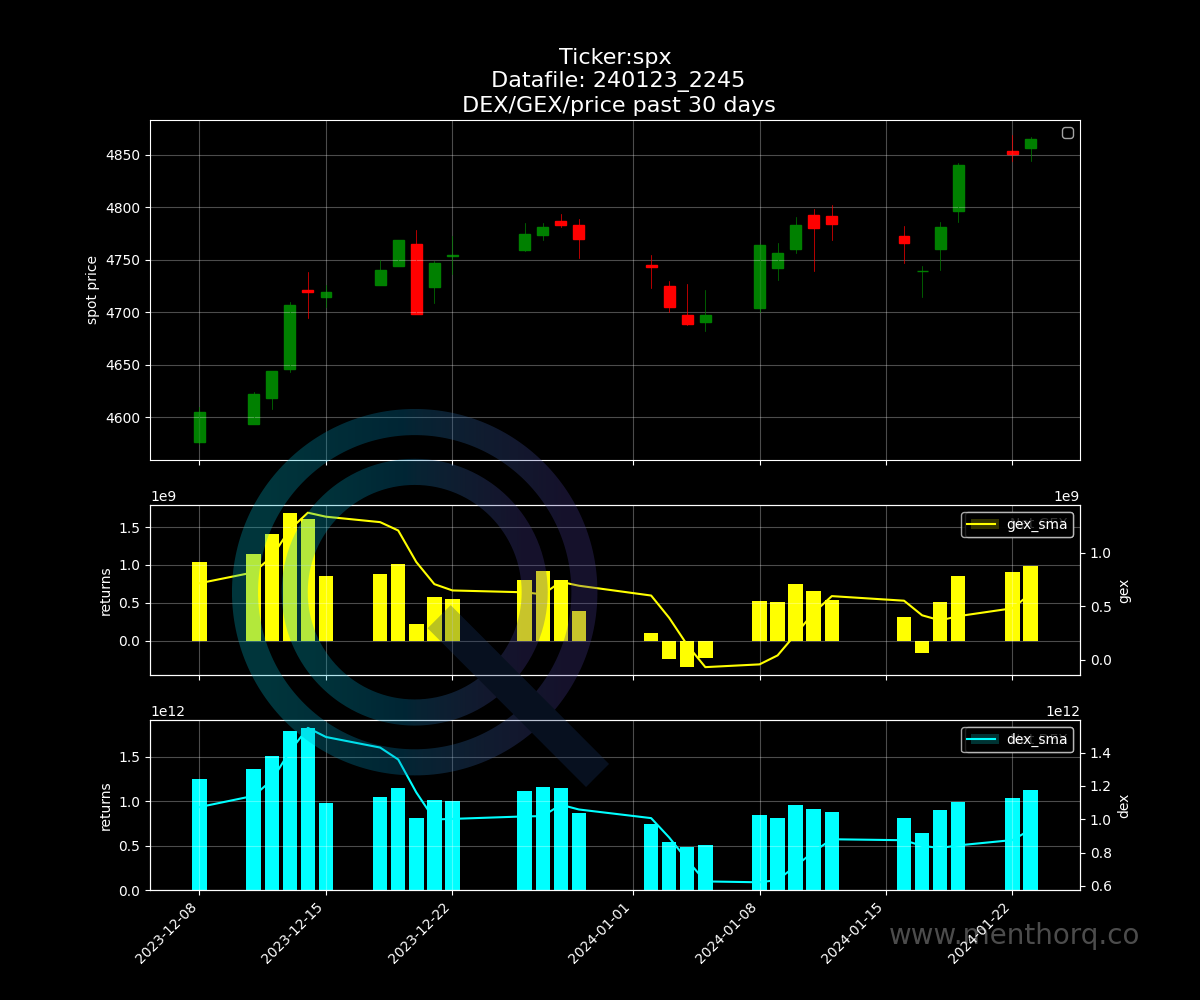 Ticker:spx
Datafile: 240123_2245
DEX/GEX/price past 30 days
4850
4800
4750
4700
4650
4600
spot price
1e9
1e9
gex_sma
1.5
1.0
0.5
0.0
returns
1.0
0.5
0.0
gex
1e12
1e12
dex_sma
1.5
1.0
0.5
0.0
returns
1.4
1.2
1.0
0.8
0.6
dex
2023-12-08
2023-12-15
2023-12-22
2024-01-01
2024-01-08
2024-01-15
2024-01-22
www.menthorq.co